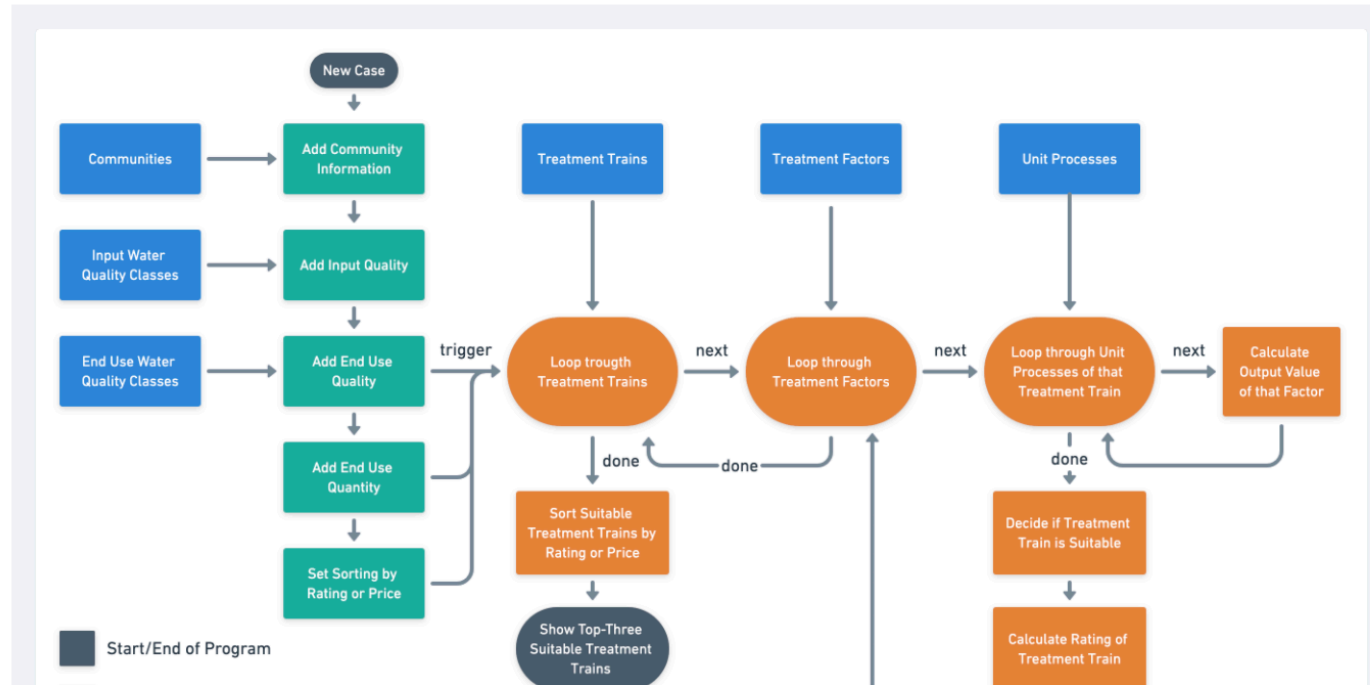 New Case
Communities
Add Community
Information
Treatment Trains
Treatment Factors
Unit Processes
Input Water
Quality Classes
Add Input Quality
End Use Water
Quality Classes
Add End Use
Quality
trigger
Loop trougth
Treatment Trains
next
Loop through
Treatment Factors
next
Loop through Unit
Processes of that
Treatment Train
next
Calculate
Output Value
of that Factor
Add End Use
Quantity
done
done
done
Sort Suitable
Treatment Trains by
Rating or Price
Decide if Treatment
Train is Suitable
Set Sorting by
Rating or Price
Show Top-Three
Suitable Treatment
Trains
Calculate Rating of
Treatment Train
Start/End of Program